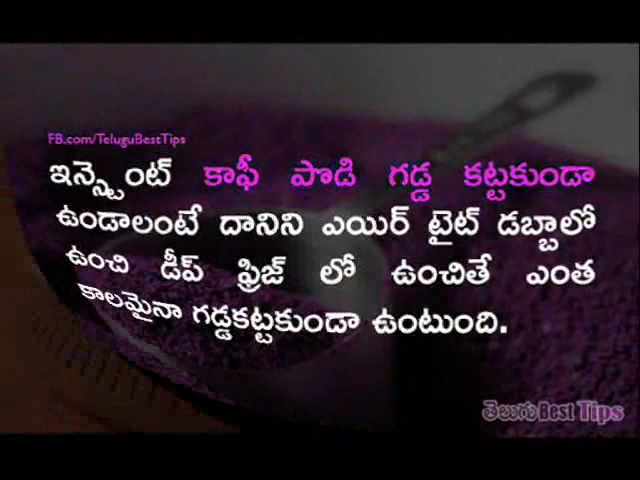 FB.com/TeluguBestTips
ఇన్స్టెంట్ కాఫీ పొడి గడ్డ కట్టకుండా
ఉండాలంటే దానిని ఎయిర్ టైట్ డబ్బాలో
ఉంచి డీప్ ఫ్రిజ్ లో ఉంచితే ఎంత
కాలమైనా గడ్డకట్టకుండా ఉంటుంది.
తెలుగు Best Tips